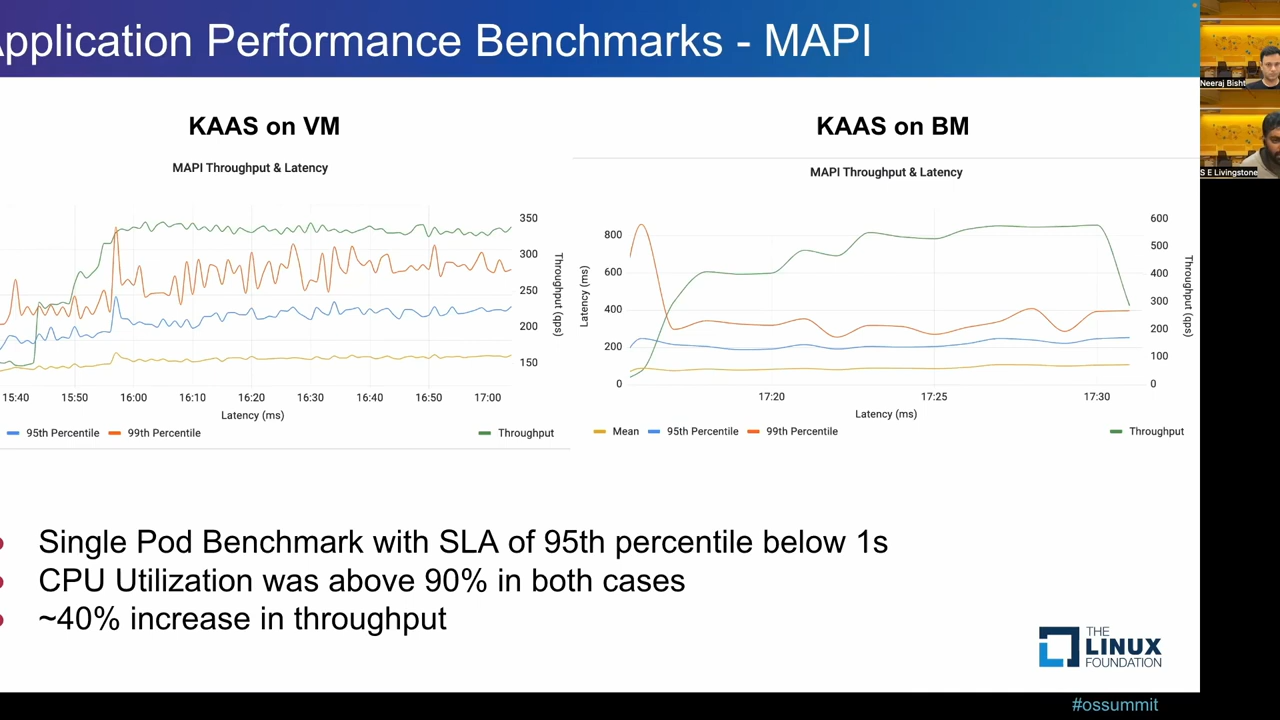 Application Performance Benchmarks - MAPI
KAAS on VM
MAPI Throughput & Latency
350
300
250
200
150
Throughput (qps)
15:40 15:50 16:00 16:10 16:20 16:30 16:40 16:50 17:00
Latency (ms)
95th Percentile 99th Percentile Throughput
KAAS on BM
MAPI Throughput & Latency
Latency (ms)
800
600
400
200
0
600
500
400
300
200
100
0
Throughput (qps)
17:20 17:25 17:30
Latency (ms)
Mean 95th Percentile 99th Percentile Throughput
Single Pod Benchmark with SLA of 95th percentile below 1s
CPU Utilization was above 90% in both cases
~40% increase in throughput
THE
LINUX
FOUNDATION
#ossummit
Neeraj Bisht
S E Livingstone